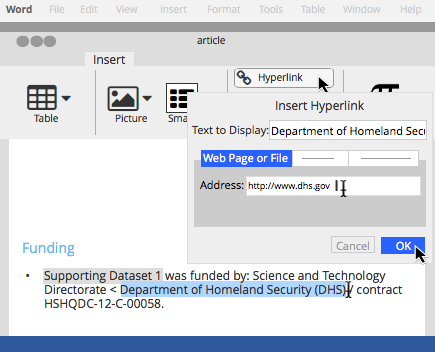 Word File Edit View Insert Format Tools Table Window Help
article
Insert
Hyperlink
Table
Picture
Sma
Insert Hyperlink
Text to Display: Department of Homeland Secu
Web Page or File
Address: http://www.dhs.gov
Cancel OK
Funding
• Supporting Dataset 1 was funded by: Science and Technology
Directorate < Department of Homeland Security (DHS)/ contract
HSHQDC-12-C-00058.